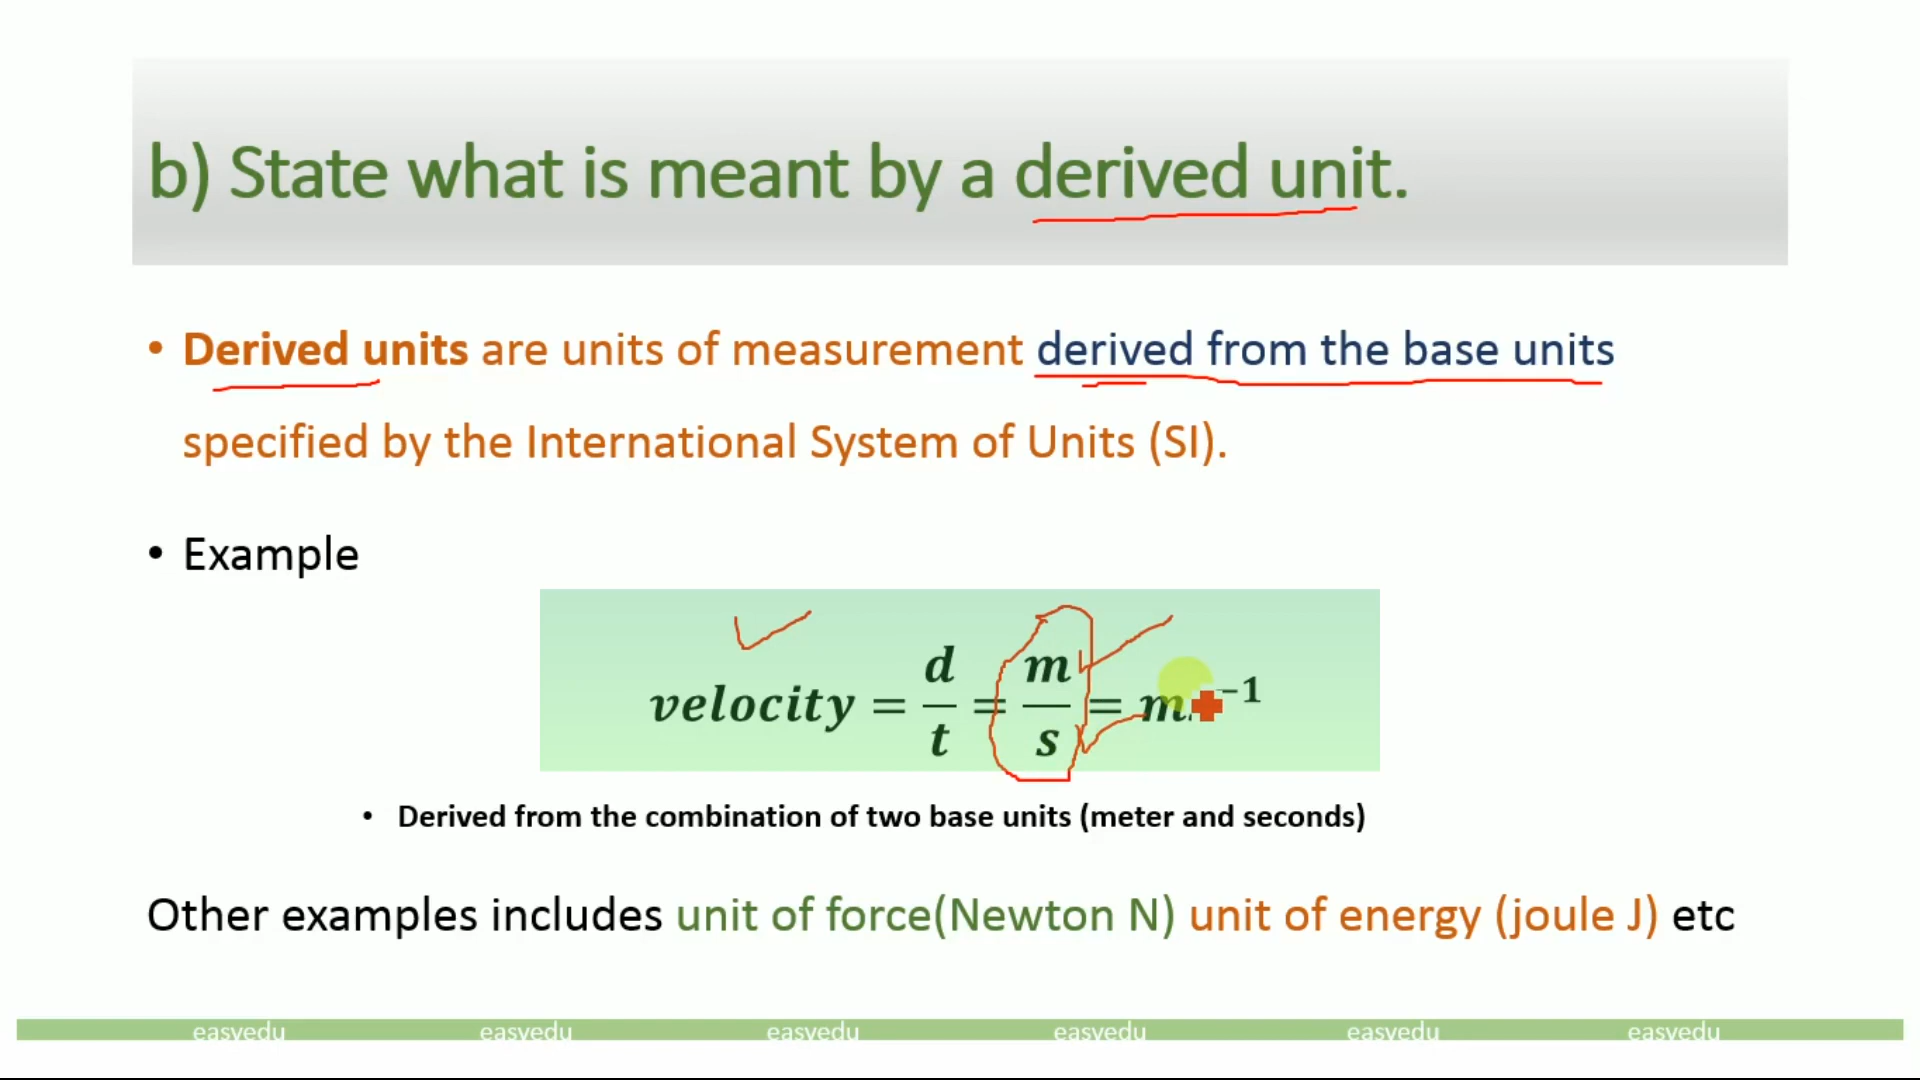 b) State what is meant by a derived unit.
• Derived units are units of measurement derived from the base units
specified by the International System of Units (SI).
• Example
velocity = d/t = m/s = m⁻¹
• Derived from the combination of two base units (meter and seconds)
Other examples includes unit of force(Newton N) unit of energy (joule J) etc
easyedu easyedu easyedu easyedu easyedu easyedu